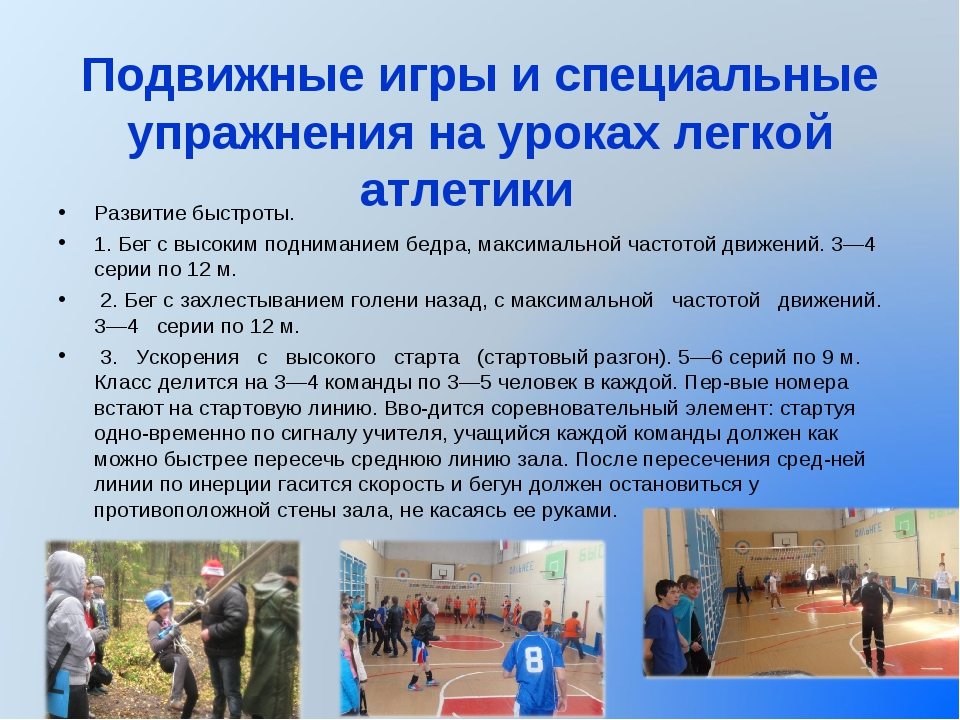 Подвижные игры и специальные
упражнения на уроках легкой
атлетики
• Развитие быстроты.
• 1. Бег с высоким подниманием бедра, максимальной частотой движений. 3—4
серии по 12 м.
• 2. Бег с захлестыванием голени назад, с максимальной частотой движений.
3—4 серии по 12 м.
• 3. Ускорения с высокого старта (стартовый разгон). 5—6 серий по 9 м.
Класс делится на 3—4 команды по 3—5 человек в каждой. Пер-вые номера
встают на стартовую линию. Вво-дится соревновательный элемент: стартуя
одно-временно по сигналу учителя, учащийся каждой команды должен как
можно быстрее пересечь среднюю линию зала. После пересечения сред-ней
линии по инерции гасится скорость и бегун должен остановиться у
противоположной стены зала, не касаясь ее руками.
ДАЛЬНЕЕ
8
ДАЛЬНЕЕ